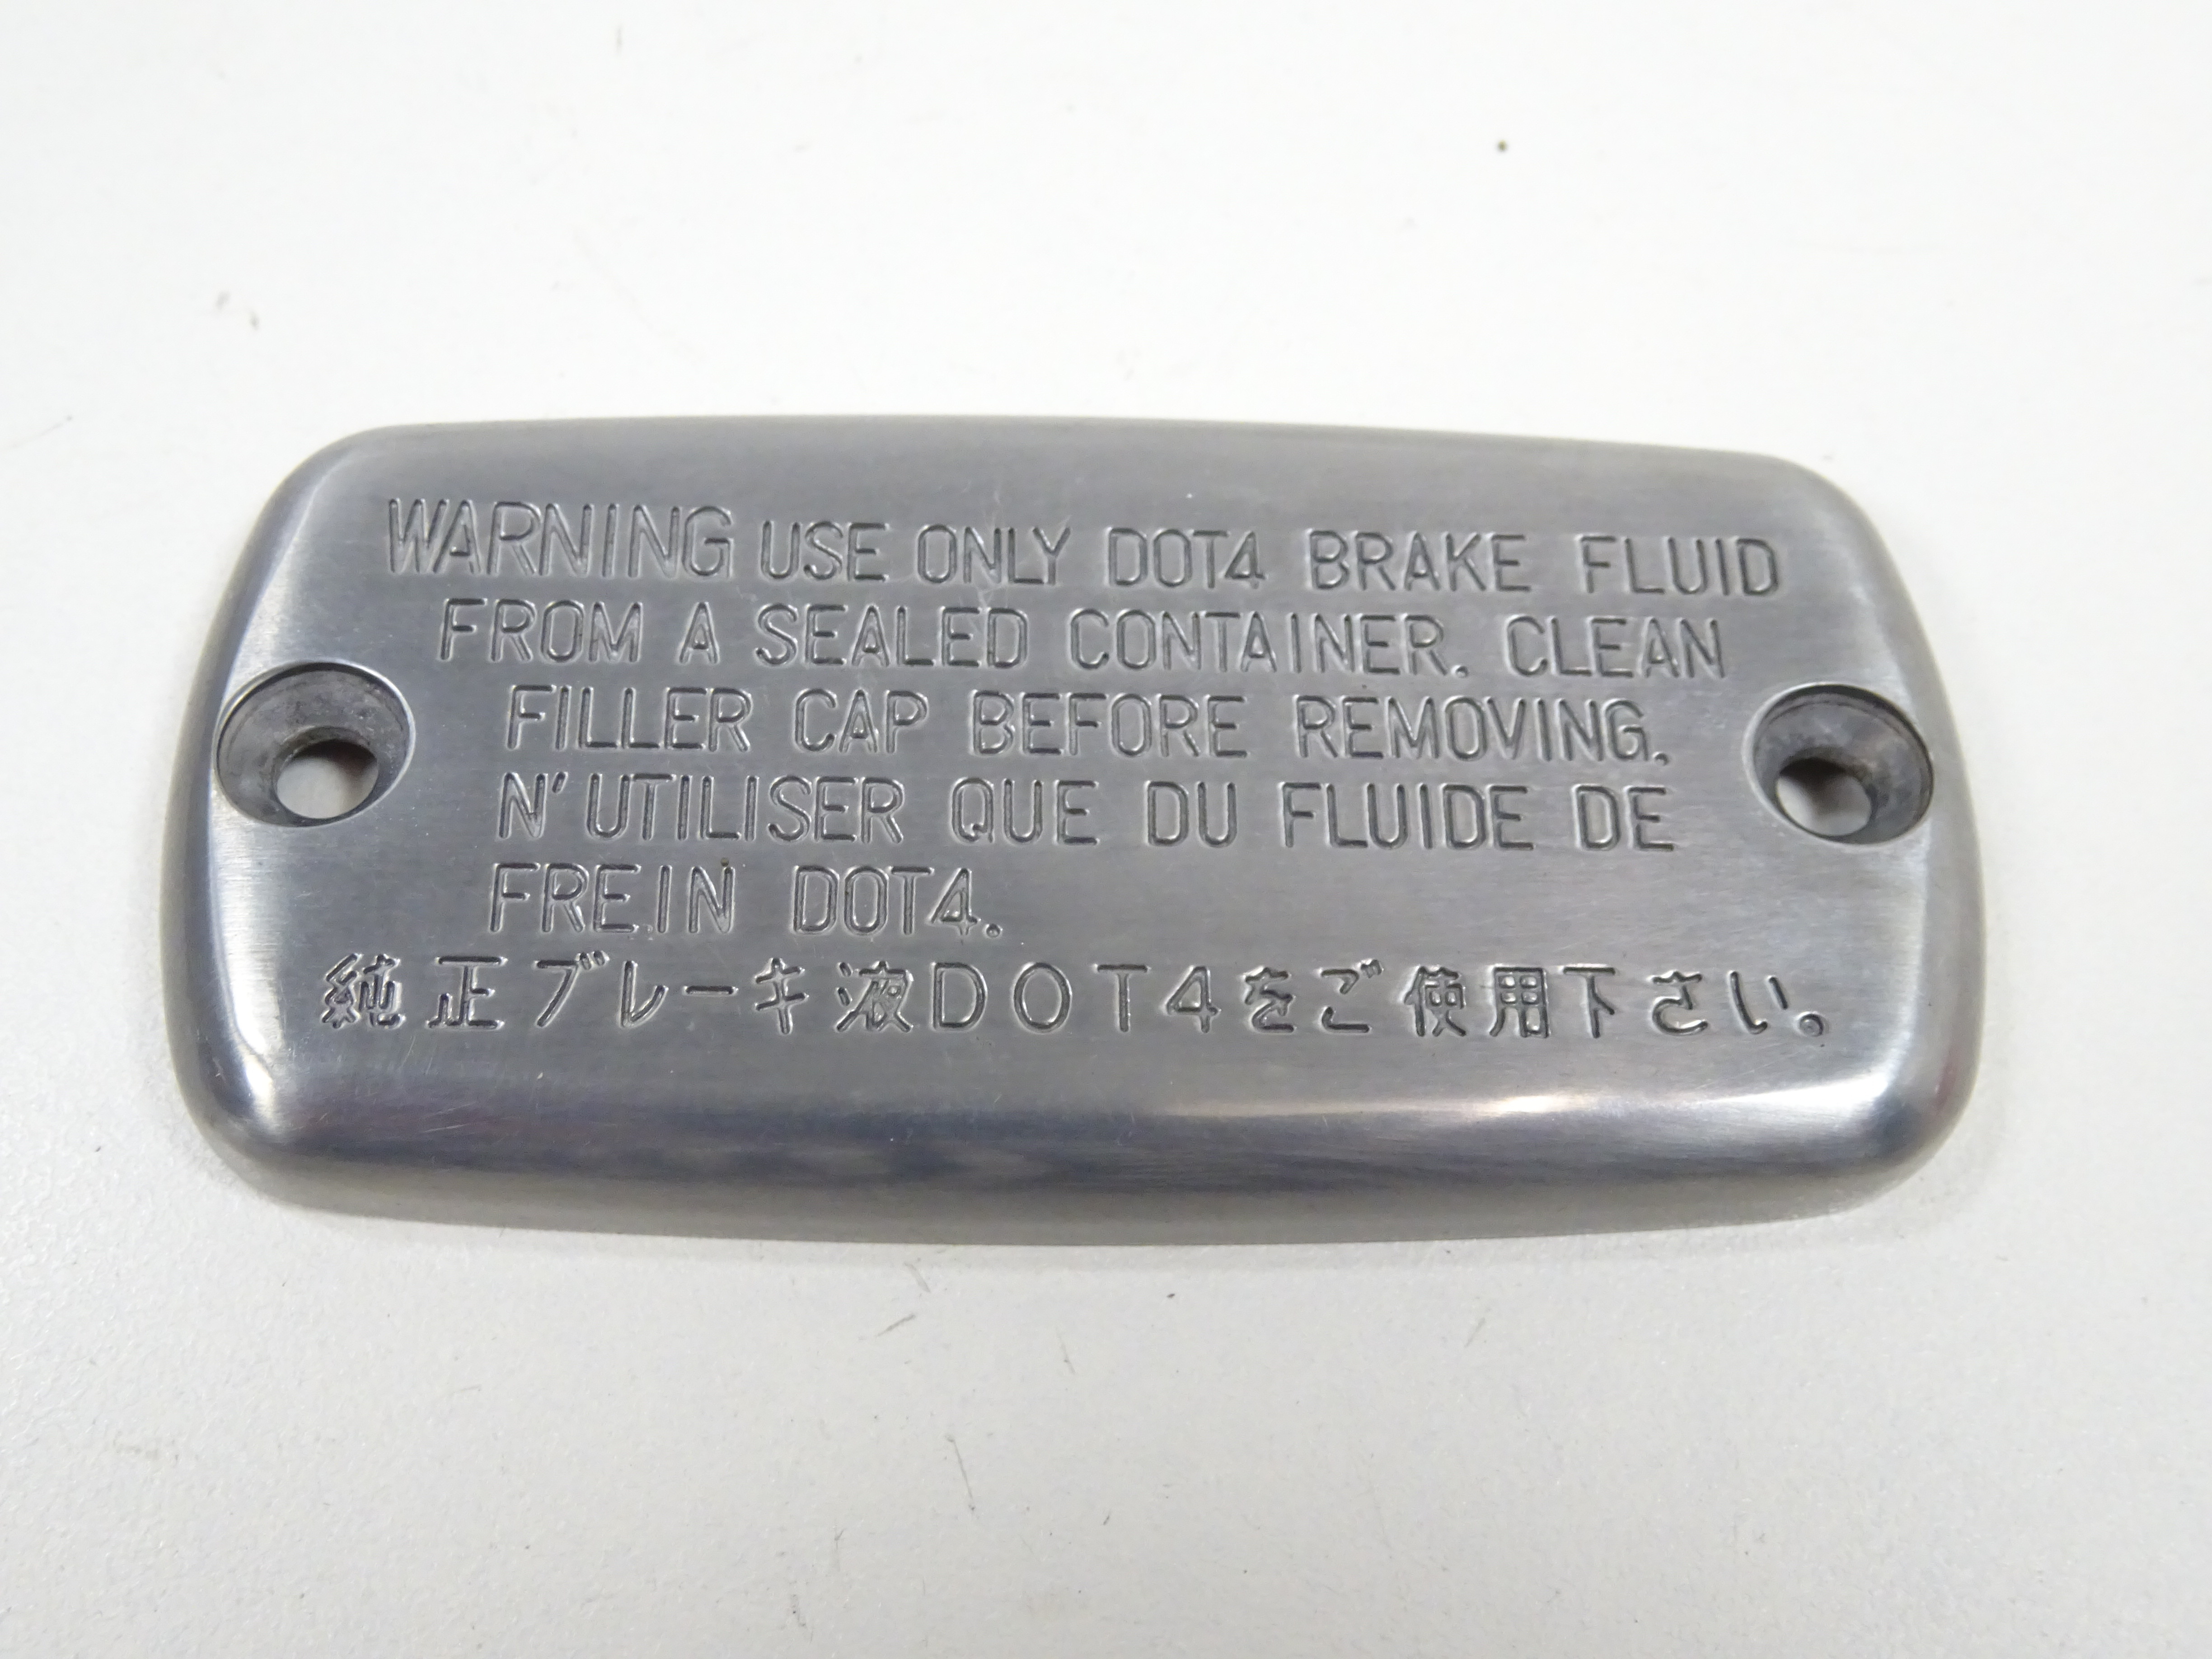 WARNING USE ONLY DOT4 BRAKE FLUID
FROM A SEALED CONTAINER. CLEAN
FILLER CAP BEFORE REMOVING.
N'UTILISER QUE DU FLUIDE DE
FREIN DOT4.
純正ブレーキ液DOT4をご使用下さい。